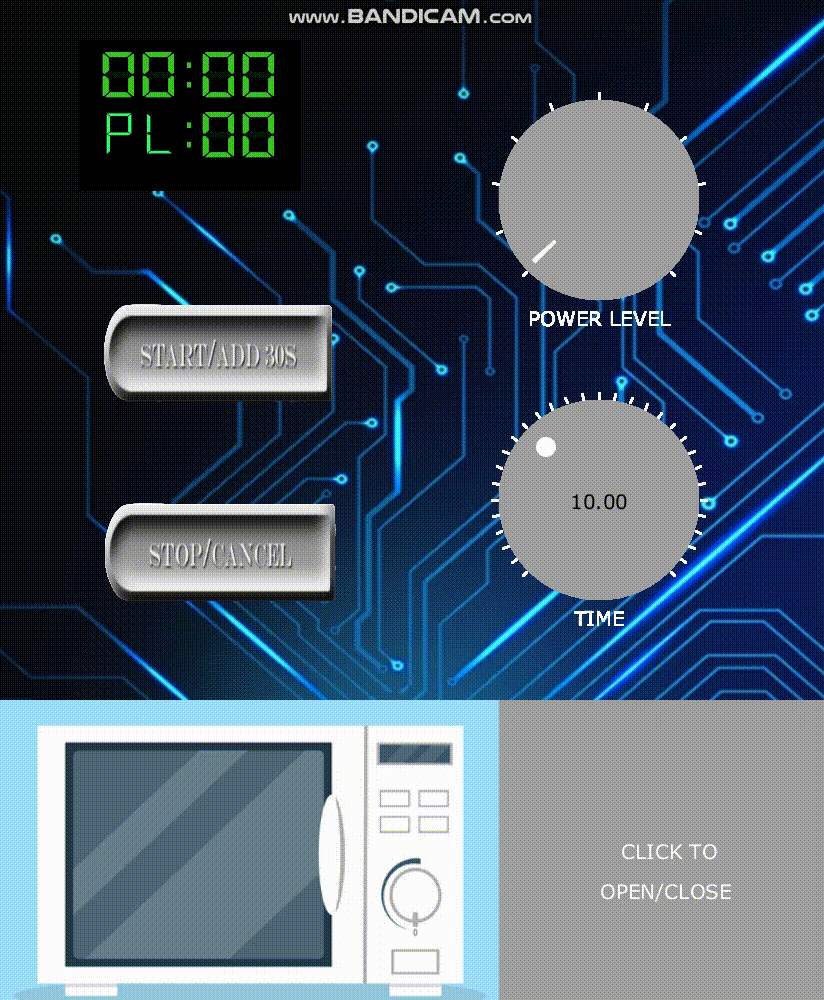 www.BANDICAM.com
00:00
PL:00
POWER LEVEL
START/ADD 30S
10.00
STOP/CANCEL
TIME
CLICK TO
OPEN/CLOSE